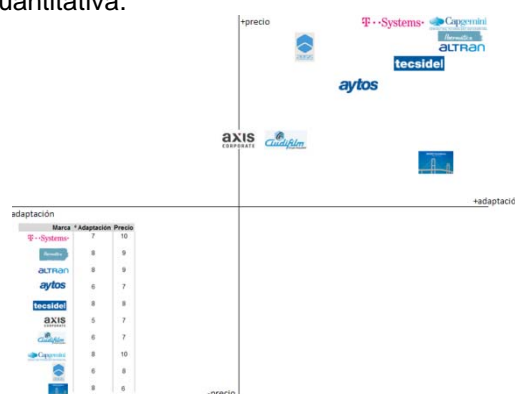 uantitativa.
+precio
T··Systems· Capgemini
ALTRAN
tecsidel
aytos
axis
CORPORATE
Audifilm
+adaptació
adaptación
Marca Adaptación Precio
T··Systems· 7 10
8 9
ALTRAN 8 9
aytos 6 7
tecsidel 8 8
axis 5 7
CORPORATE
Audifilm 6 7
Capgemini 8 10
6 8
8 6
-precio